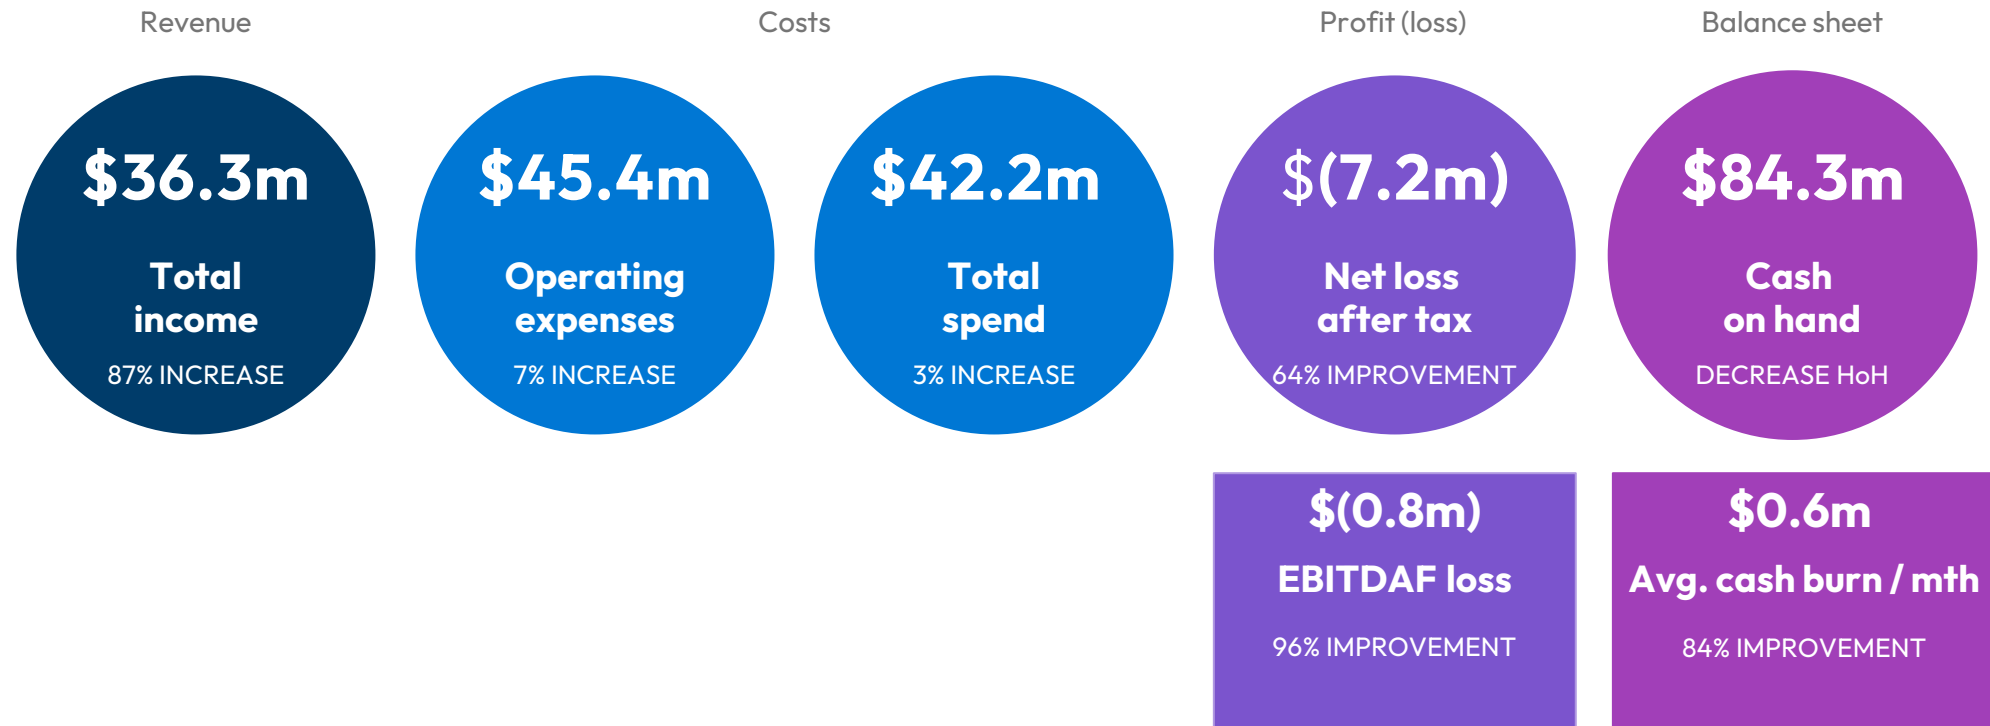 Revenue
Costs
Profit (loss)
Balance sheet
$36.3m
Total
income
87% INCREASE
$45.4m
Operating
expenses
7% INCREASE
$42.2m
Total
spend
3% INCREASE
$(7.2m)
Net loss
after tax
64% IMPROVEMENT
$84.3m
Cash
on hand
DECREASE HoH
$(0.8m)
EBITDAF loss
96% IMPROVEMENT
$0.6m
Avg. cash burn / mth
84% IMPROVEMENT